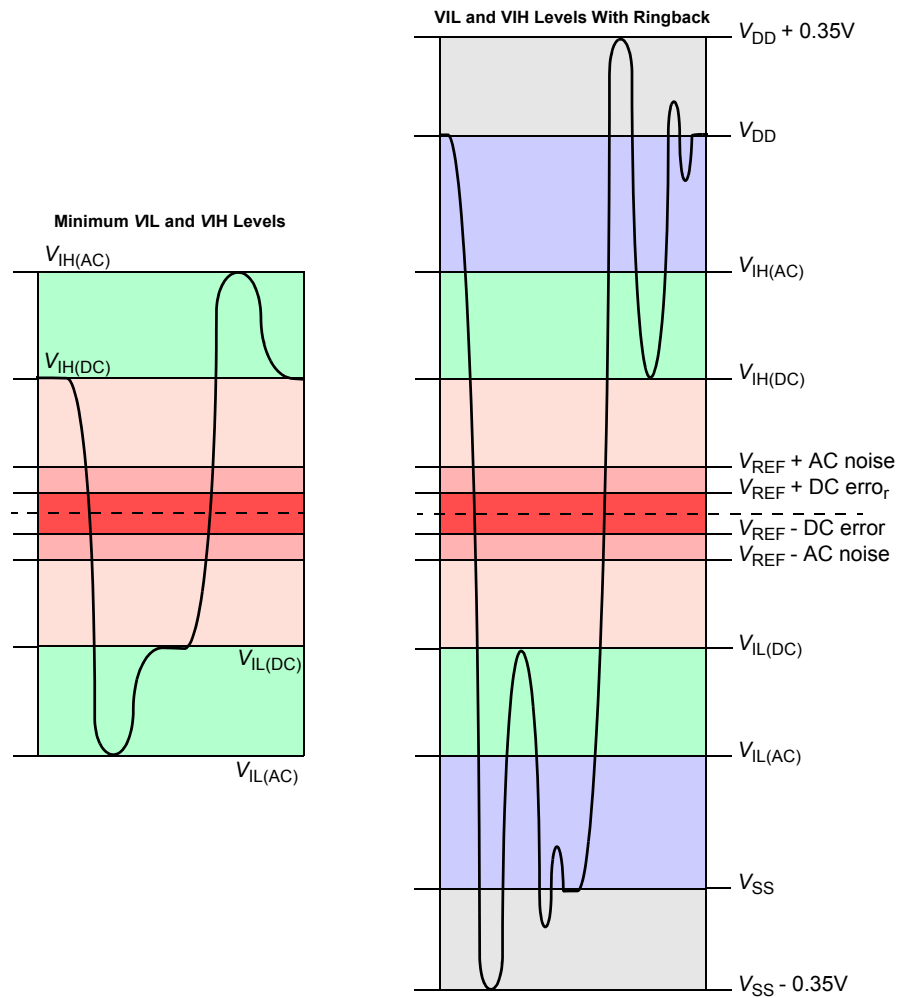 VIL and VIH Levels With Ringback
VDD + 0.35V
VDD
Minimum VIL and VIH Levels
VIH(AC)
VIH(AC)
VIH(DC)
VIH(DC)
VREF + AC noise
VREF + DC error
VREF - DC error
VREF - AC noise
VIL(DC)
VIL(DC)
VIL(AC)
VIL(AC)
VSS
VSS - 0.35V